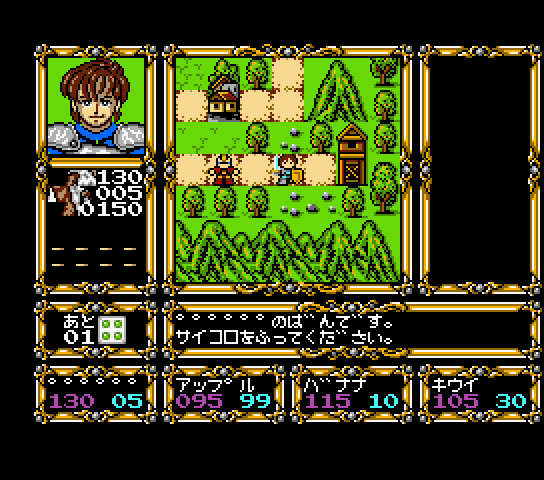 130
005
0150
－－－－
－－－－
あと
01
゜゜゜゜゜゜のばんです。
サイコロをふってください。
゜゜゜゜゜゜
130 05
アップル
095 99
バナナ
115 10
キウイ
105 30